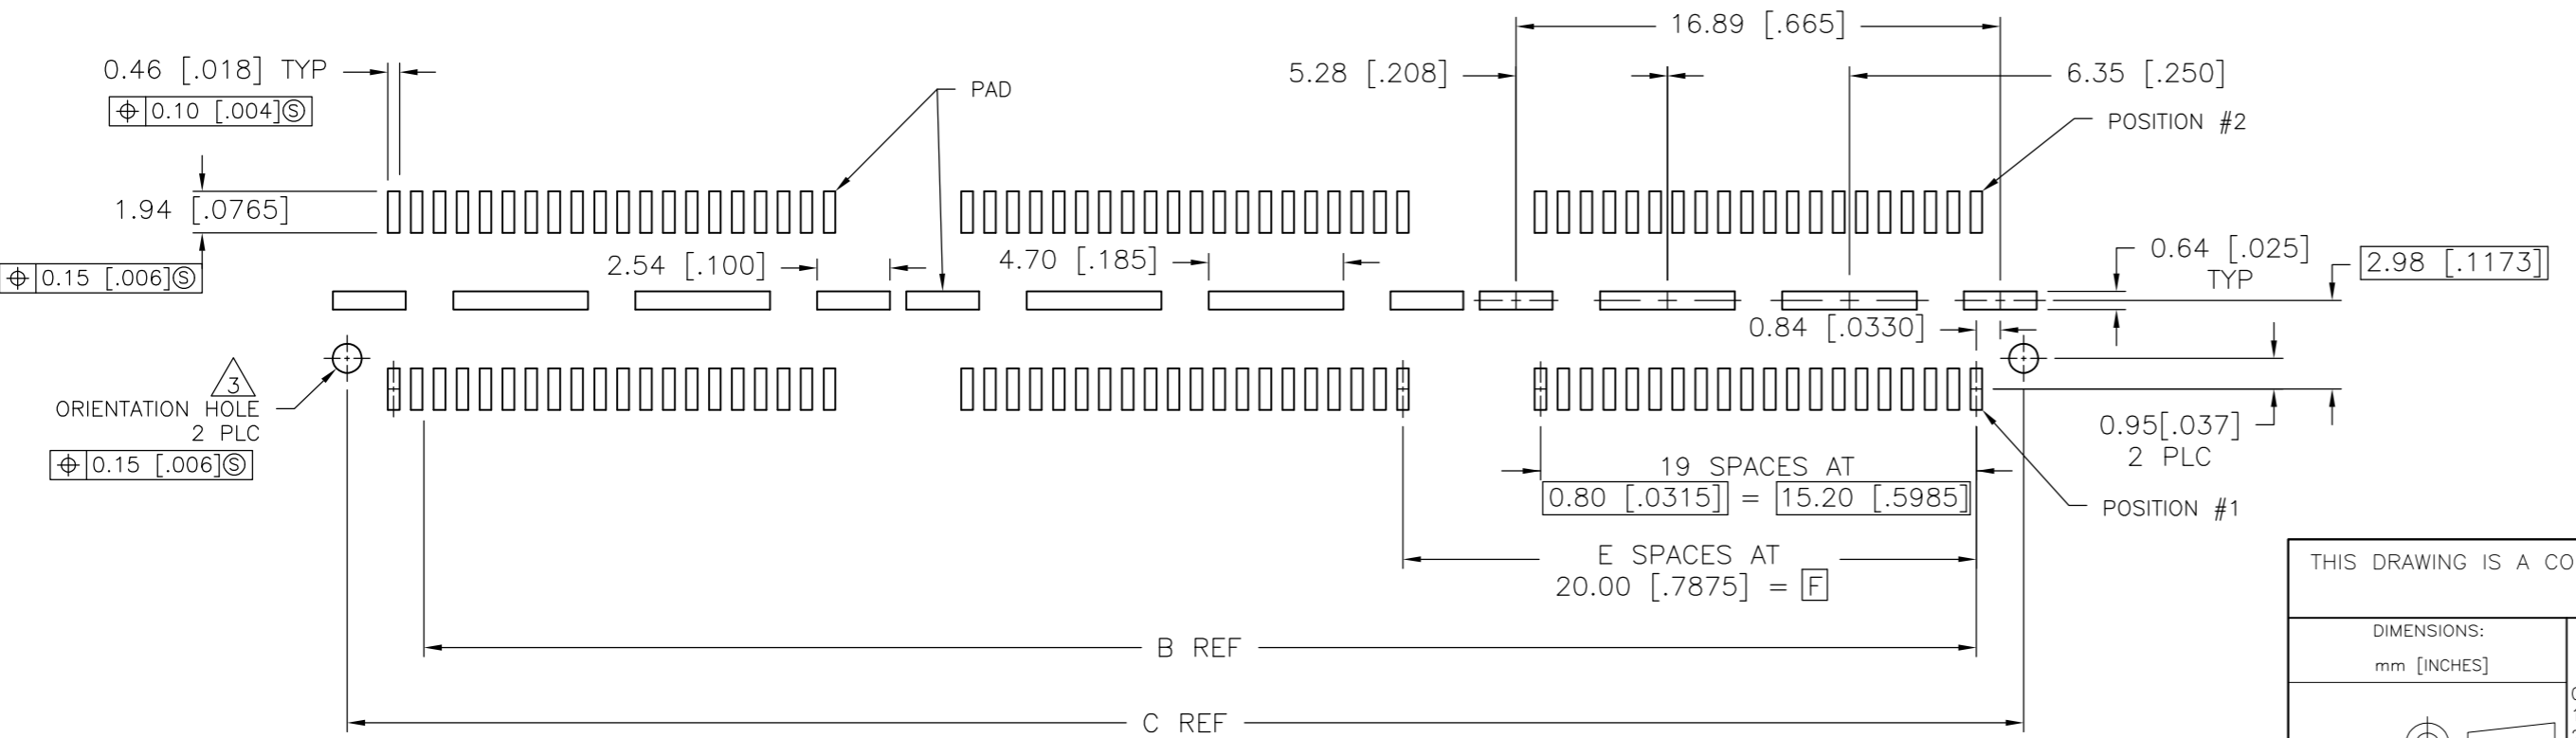 16.89 [.665]
0.46 [.018] TYP
5.28 [.208]
6.35 [.250]
⌖ 0.10 [.004]Ⓢ
PAD
POSITION #2
1.94 [.0765]
⌖ 0.15 [.006]Ⓢ
2.54 [.100]
4.70 [.185]
0.64 [.025]
TYP
2.98 [.1173]
0.84 [.0330]
3
ORIENTATION HOLE
2 PLC
⌖ 0.15 [.006]Ⓢ
0.95[.037]
2 PLC
19 SPACES AT
0.80 [.0315] = 15.20 [.5985]
POSITION #1
E SPACES AT
20.00 [.7875] = F
THIS DRAWING IS A CO
DIMENSIONS:
mm [INCHES]
B REF
C REF